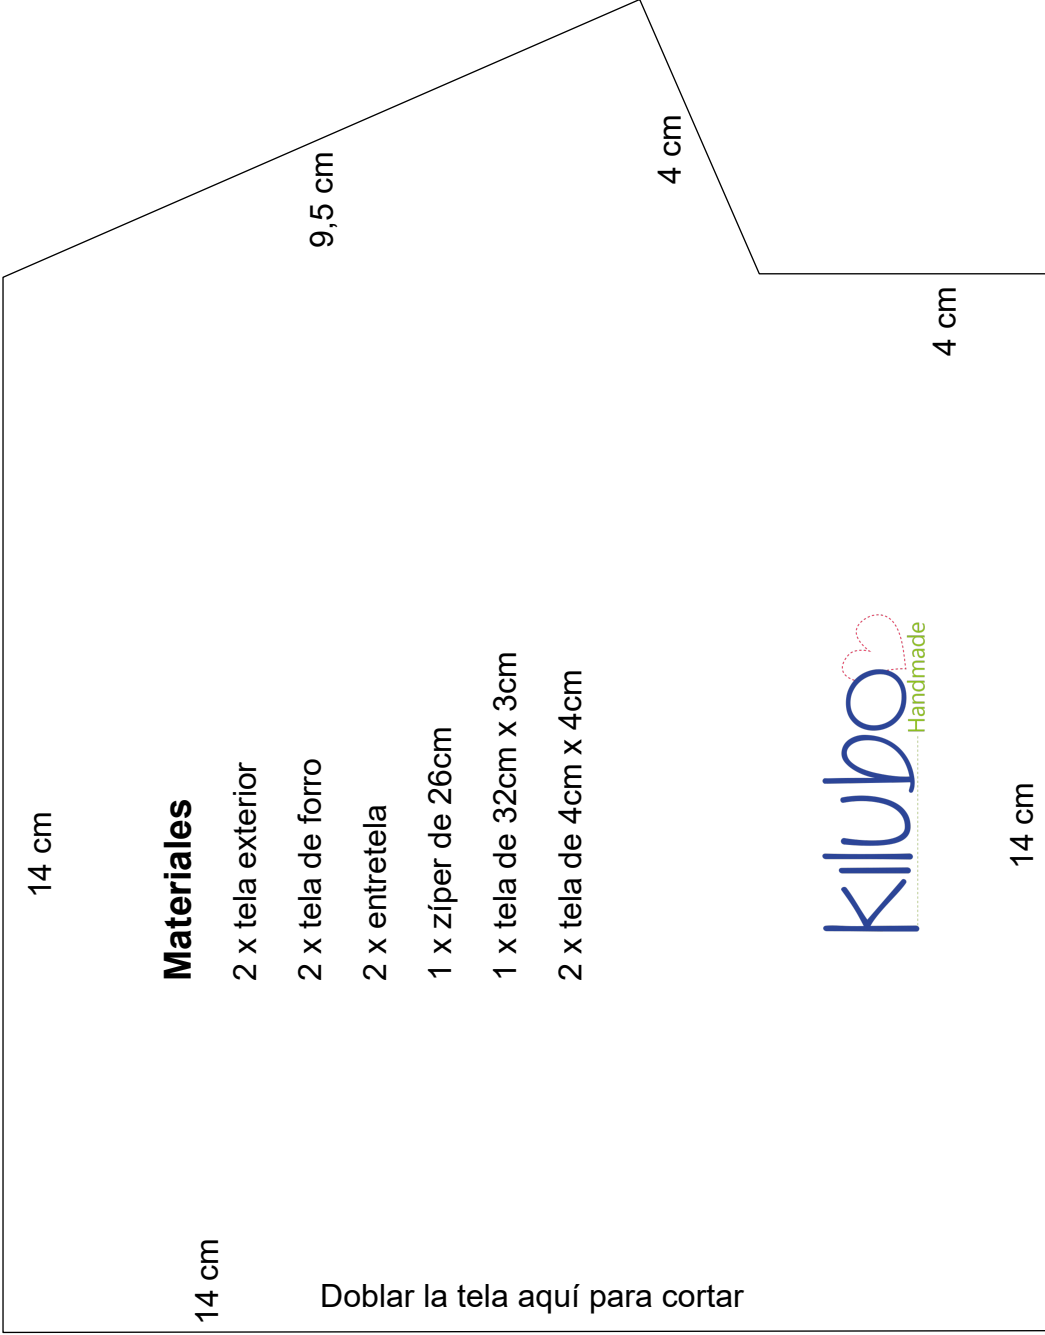 14 cm
9,5 cm
4 cm
4 cm
14 cm
14 cm
Materiales
2 x tela exterior
2 x tela de forro
2 x entretela
1 x zíper de 26cm
1 x tela de 32cm x 3cm
2 x tela de 4cm x 4cm
killubo
Handmade
Doblar la tela aquí para cortar